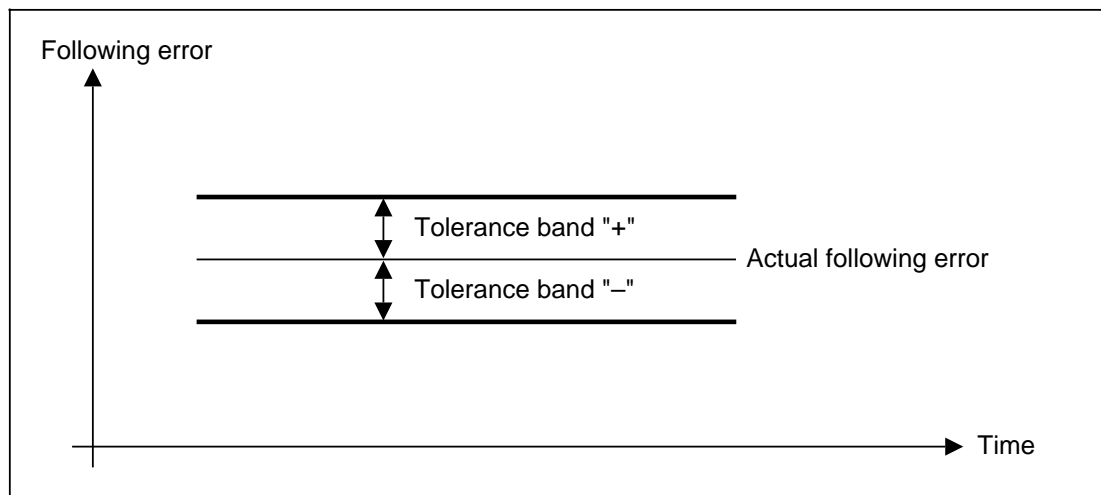 Following error
Tolerance band "+"
Actual following error
Tolerance band "–"
Time